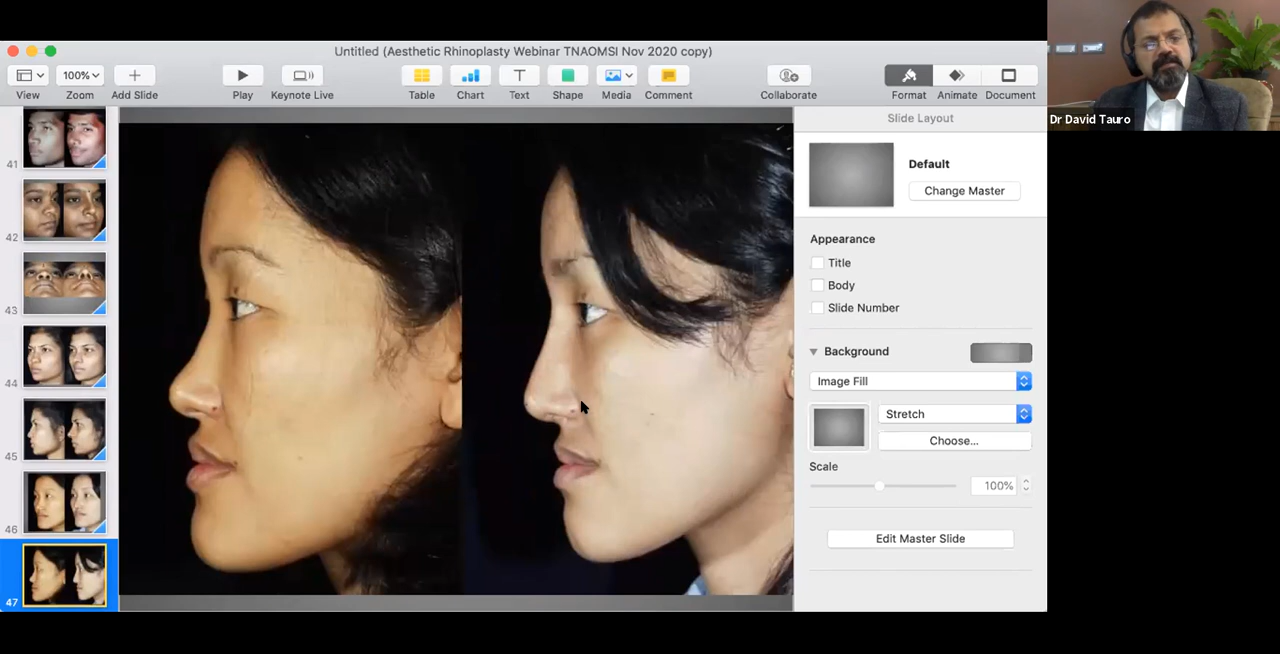 Untitled (Aesthetic Rhinoplasty Webinar TNAOMSI Nov 2020 copy)
100%
View
Zoom
Add Slide
Play
Keynote Live
Table
Chart
Text
Shape
Media
Comment
Collaborate
Format
Animate
Document
T
Dr David Tauro
41
42
43
44
45
46
47
Slide Layout
Default
Change Master
Appearance
Title
Body
Slide Number
Background
Image Fill
Stretch
Choose...
Scale
100%
Edit Master Slide